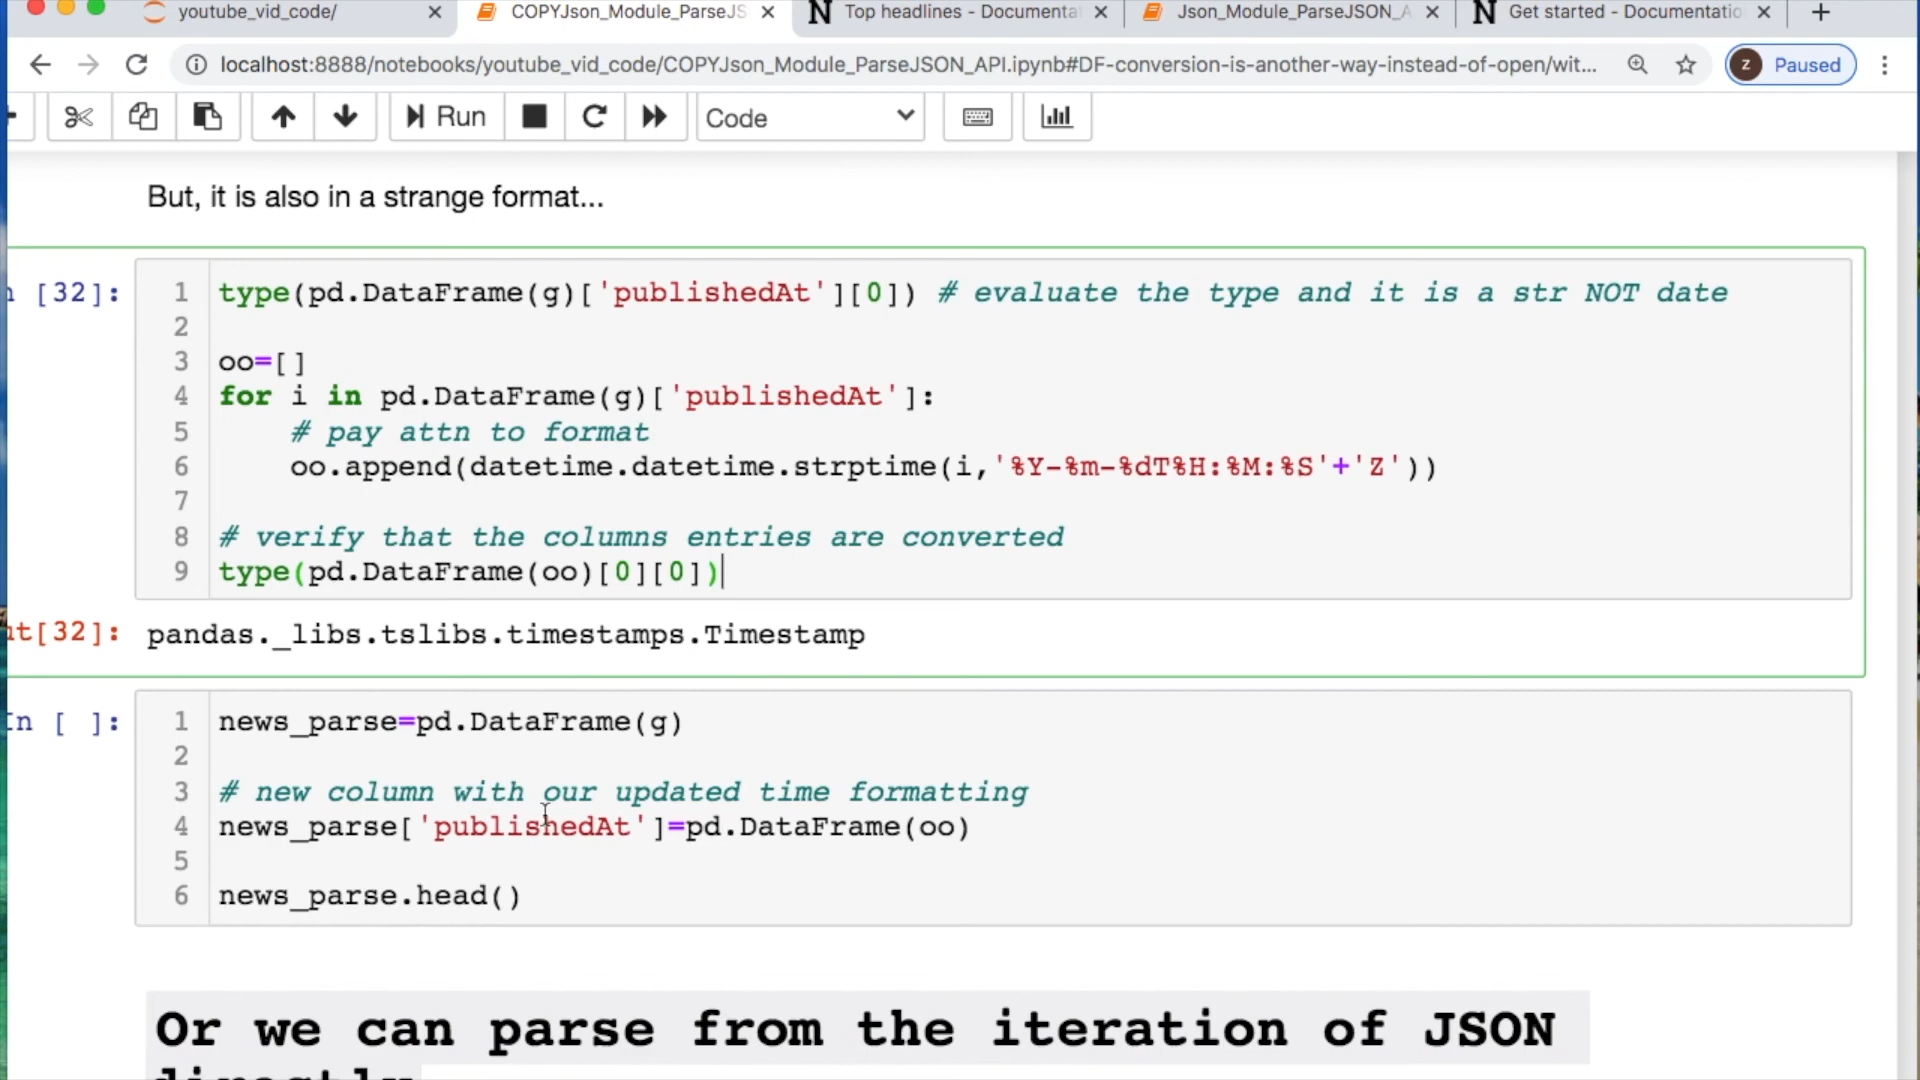 youtube_vid_code/
COPYJson_Module_ParseJS
Top headlines - Documenta
Json_Module_ParseJSON_A
Get started - Documentatio
localhost:8888/notebooks/youtube_vid_code/COPYJson_Module_ParseJSON_API.ipynb#DF-conversion-is-another-way-instead-of-open/wit...
z Paused
Run
Code
But, it is also in a strange format...
[32]:
1 type(pd.DataFrame(g)['publishedAt'][0]) # evaluate the type and it is a str NOT date
2
3 oo=[]
4 for i in pd.DataFrame(g)['publishedAt']:
5 # pay attn to format
6 oo.append(datetime.datetime.strptime(i,'%Y-%m-%dT%H:%M:%S'+'Z'))
7
8 # verify that the columns entries are converted
9 type(pd.DataFrame(oo)[0][0])
ut[32]: pandas._libs.tslibs.timestamps.Timestamp
In [ ]:
1 news_parse=pd.DataFrame(g)
2
3 # new column with our updated time formatting
4 news_parse['publishedAt']=pd.DataFrame(oo)
5
6 news_parse.head()
Or we can parse from the iteration of JSON
directly